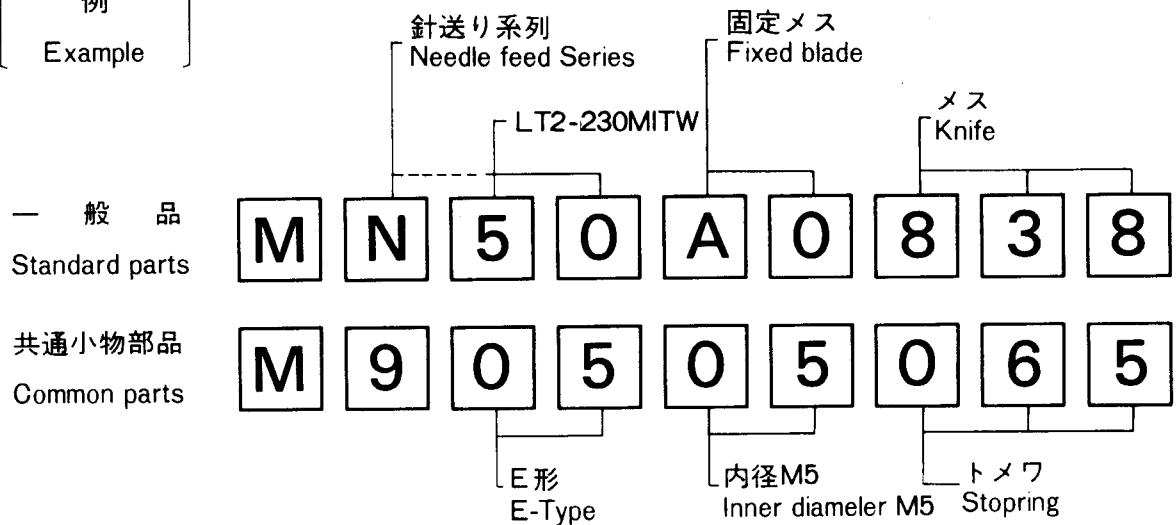 例
Example
針送り系列
Needle feed Series
固定メス
Fixed blade
LT2-230MITW
メス
Knife
一般品
Standard parts
M N 5 0 A 0 8 3 8
共通小物部品
Common parts
M 9 0 5 0 5 0 6 5
E形
E-Type
内径M5
Inner diameler M5
トメワ
Stopring